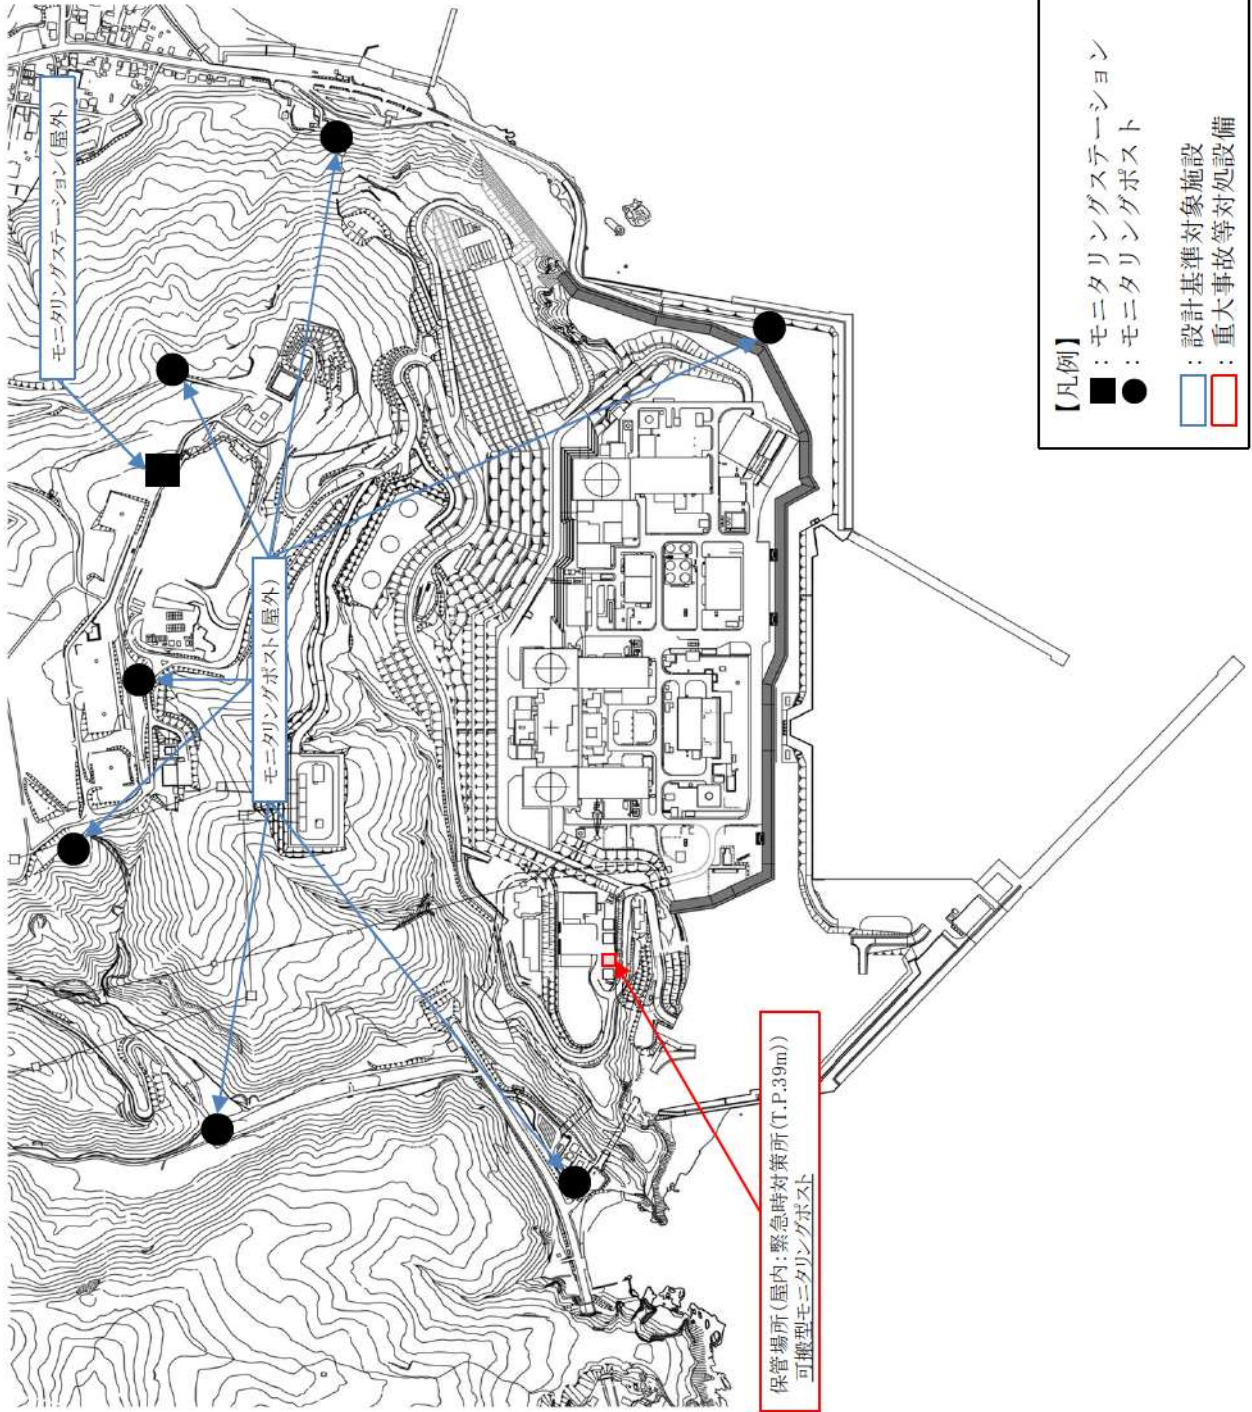 モニタリングステーション(屋外)
モニタリングポスト(屋外)
保管場所(屋内:緊急時対策所(T.P.39m))
可搬型モニタリングポスト
【凡例】
■:モニタリングステーション
●:モニタリングポスト
:設計基準対象施設
:重大事故等対処設備